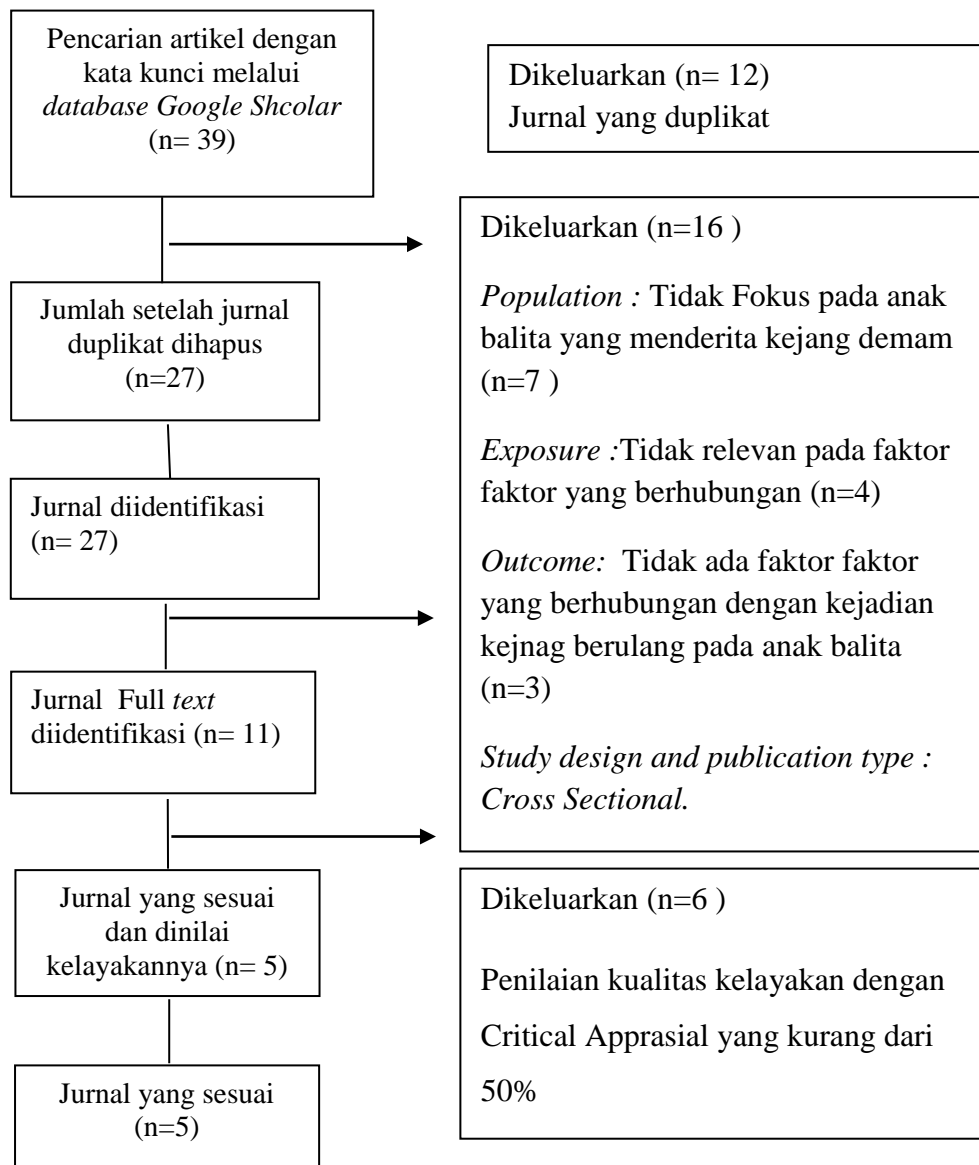 Pencarian artikel dengan
kata kunci melalui
database Google Shcolar
(n= 39)
Dikeluarkan (n= 12)
Jurnal yang duplikat
Jumlah setelah jurnal
duplikat dihapus
(n=27)
Dikeluarkan (n=16 )
Population : Tidak Fokus pada anak
balita yang menderita kejang demam
(n=7 )
Exposure :Tidak relevan pada faktor
faktor yang berhubungan (n=4)
Outcome: Tidak ada faktor faktor
yang berhubungan dengan kejadian
kejnag berulang pada anak balita
(n=3)
Study design and publication type :
Cross Sectional.
Jurnal diidentifikasi
(n= 27)
Jurnal Full text
diidentifikasi (n= 11)
Jurnal yang sesuai
dan dinilai
kelayakannya (n= 5)
Dikeluarkan (n=6 )
Penilaian kualitas kelayakan dengan
Critical Apprasial yang kurang dari
50%
Jurnal yang sesuai
(n=5)